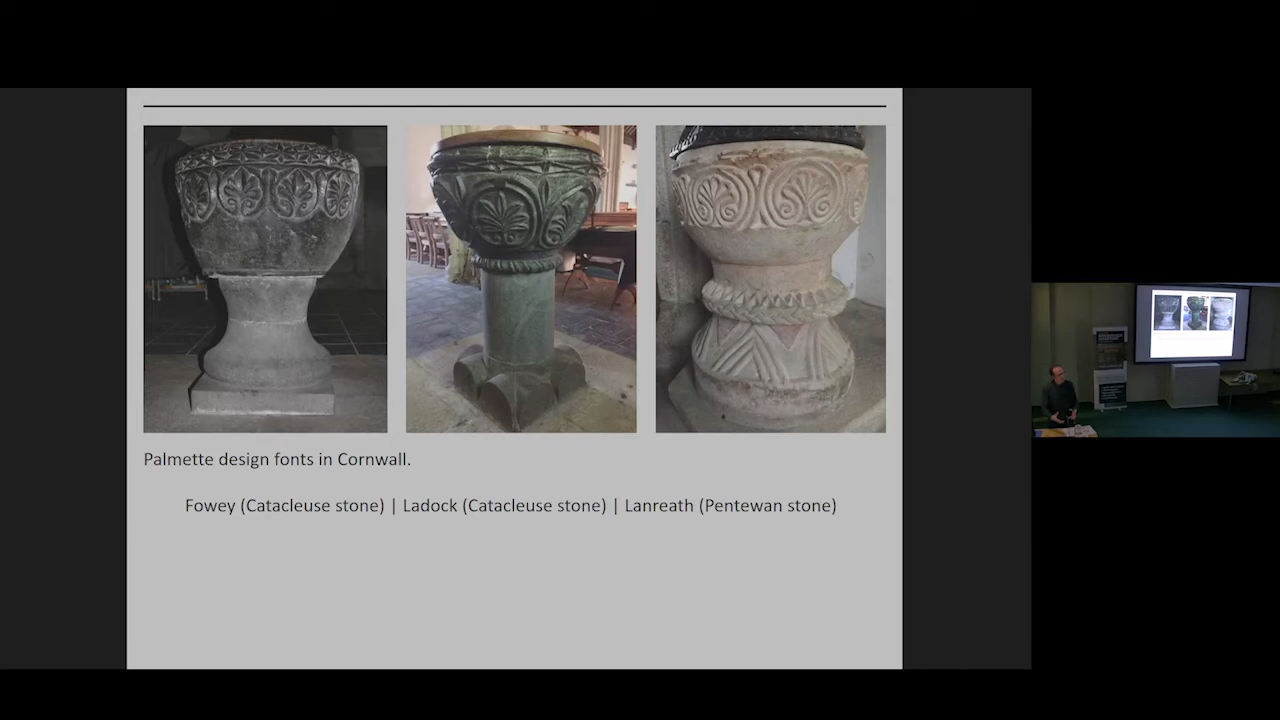 Palmette design fonts in Cornwall.
Fowey (Catacleuse stone) | Ladock (Catacleuse stone) | Lanreath (Pentewan stone)